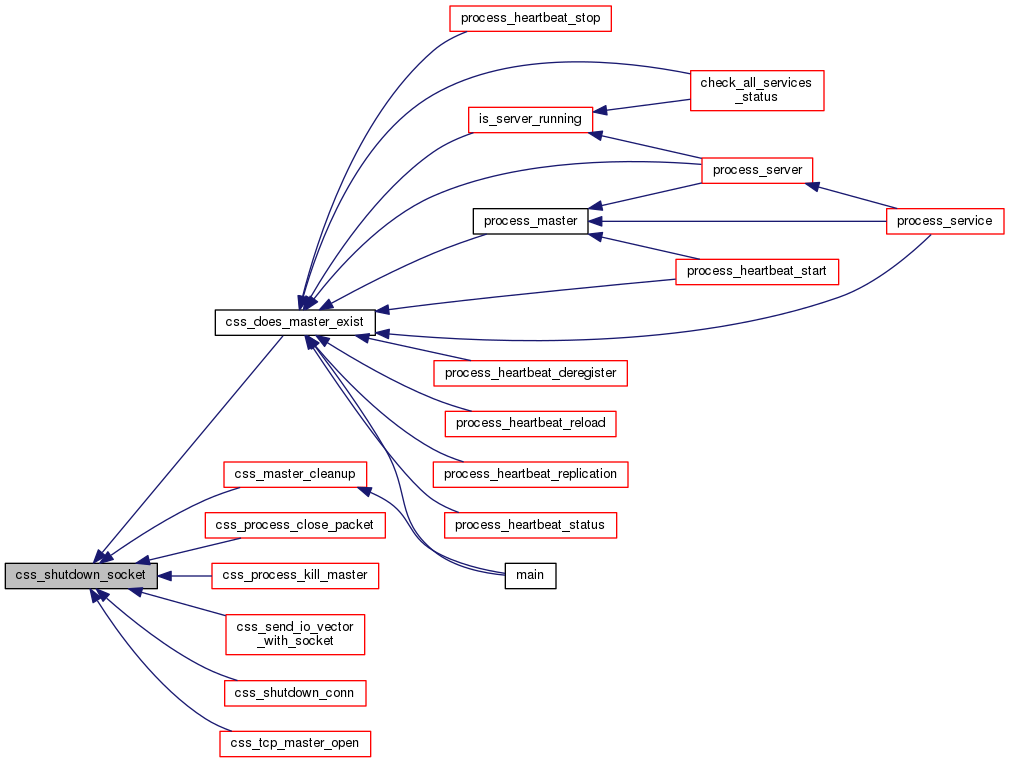 process_heartbeat_stop
check_all_services
_status
is_server_running
process_server
process_master
process_service
process_heartbeat_start
css_does_master_exist
process_heartbeat_deregister
process_heartbeat_reload
css_master_cleanup
process_heartbeat_replication
css_process_close_packet
process_heartbeat_status
css_shutdown_socket
css_process_kill_master
main
css_send_io_vector
_with_socket
css_shutdown_conn
css_tcp_master_open